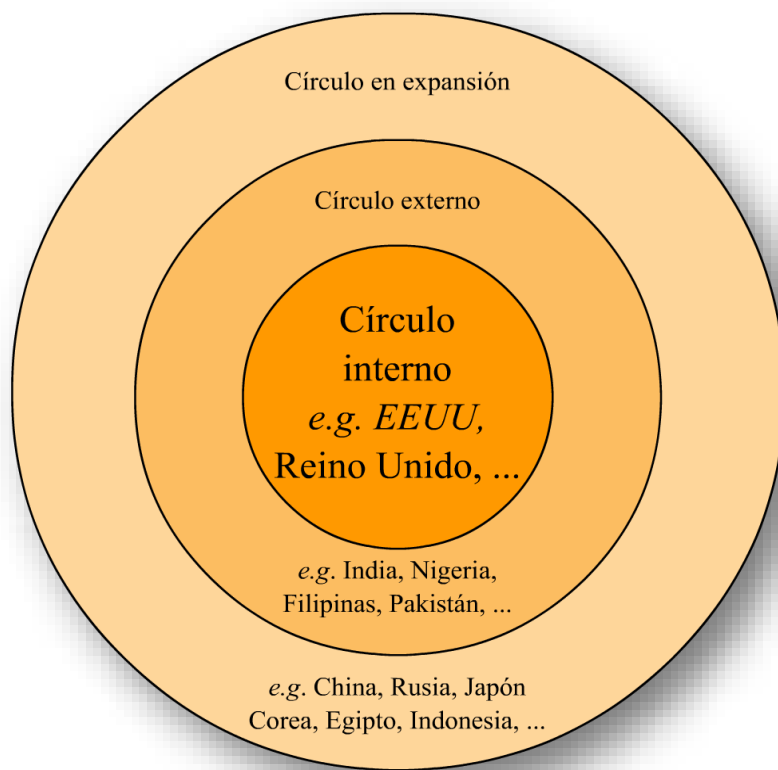 Círculo en expansión
Círculo externo
Círculo
interno
e.g. EEUU,
Reino Unido, ...
e.g. India, Nigeria,
Filipinas, Pakistán, ...
e.g. China, Rusia, Japón
Corea, Egipto, Indonesia, ...